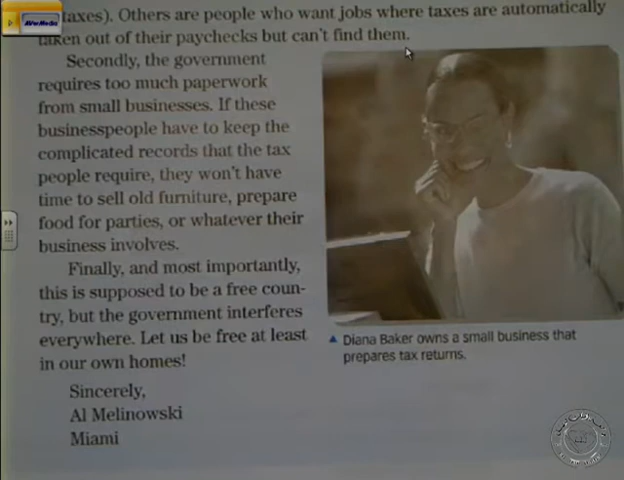 taxes). Others are people who want jobs where taxes are automatically
taken out of their paychecks but can't find them.
Secondly, the government
requires too much paperwork
from small businesses. If these
businesspeople have to keep the
complicated records that the tax
people require, they won't have
time to sell old furniture, prepare
food for parties, or whatever their
business involves.
Finally, and most importantly,
this is supposed to be a free coun-
try, but the government interferes
everywhere. Let us be free at least
in our own homes!
Sincerely,
Al Melinowski
Miami
▲ Diana Baker owns a small business that
prepares tax returns.
AVerMedia